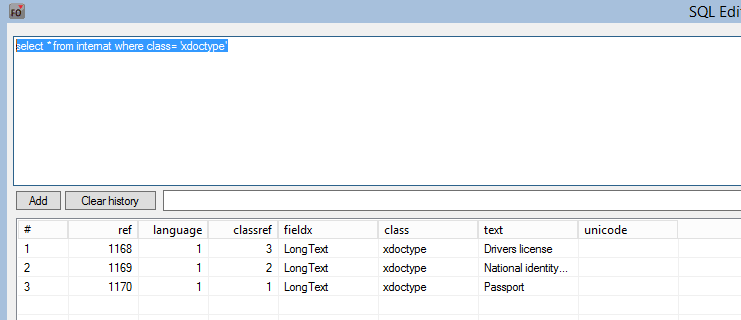 FO
SQL Edi
select * from internat where class= 'xdoctype'
Add Clear history
# ref language classref fieldx class text unicode
1 1168 1 3 LongText xdoctype Drivers license
2 1169 1 2 LongText xdoctype National identity...
3 1170 1 1 LongText xdoctype Passport